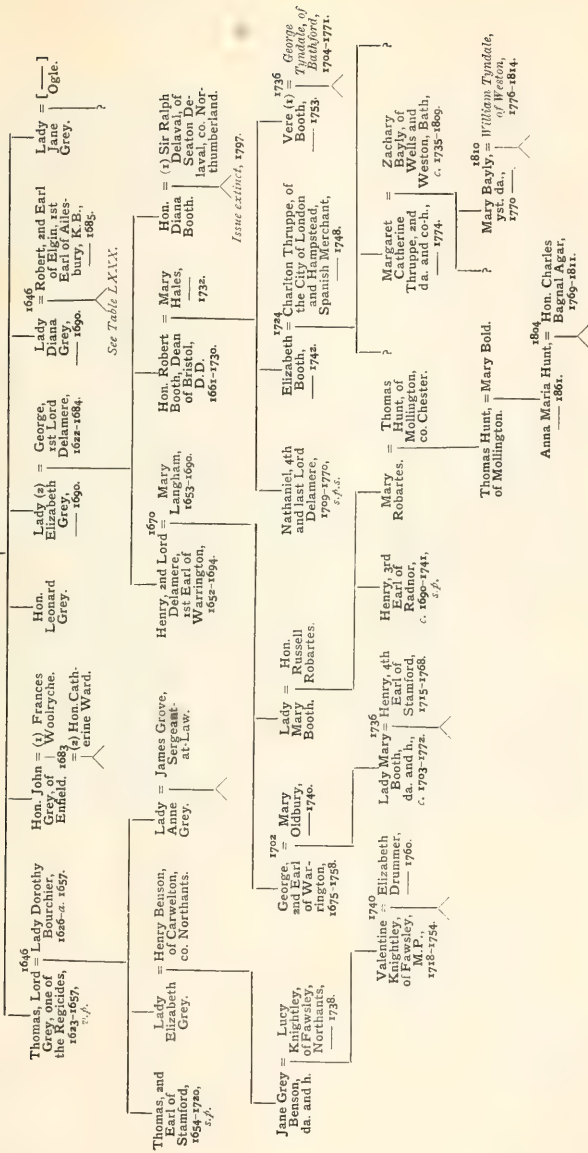 1646
Thomas, Lord = Lady Dorothy
Grey, one of Bourchier,
the Regicides, 1626-a. 1657.
1623-1657,
v.p.
Hon. John = (1) Frances
Grey, of Woolryche.
Enfield. 1683
= (2) Hon. Cath-
erine Ward.
Hon.
Leonard
Grey.
Lady (2) = George,
Elizabeth 1st Lord
Grey, Delamere,
—— 1690. 1622-1684.
1646
Lady = Robert, 2nd Earl
Diana of Elgin, 1st
Grey, Earl of Ailes-
—— 1690. bury, K.B.,
—— 1685.
See Table LXXX.
Lady = [ —— ]
Jane Ogle.
Grey.
?
Thomas, 2nd
Earl of
Stamford,
1654-1720,
s.p.
Lady = Henry Benson,
Elizabeth of Carwelton,
Grey. co. Northants.
Lady = James Grove,
Anne Sergeant-
Grey. at-Law.
1670
Henry, 2nd Lord = Mary
Delamere, Langham,
1st Earl of 1653-1690.
Warrington,
1652-1694.
Hon. Robert = Mary
Booth, Dean Hales,
of Bristol, —— 1732.
D.D.
1661-1730.
Hon. = (1) Sir Ralph
Diana Delaval, of
Booth. Seaton De-
laval, co. Nor-
thumberland.
Issue extinct, 1797.
Jane Grey = Lucy
Benson, Knightley,
da. and h. of Fawsley,
Northants,
—— 1738.
1702
George, = Mary
2nd Earl Oldbury,
of War- ——1740.
rington,
1675-1758.
Lady = Hon.
Mary Russell
Booth. Robartes.
Nathaniel, 4th
and last Lord
Delamere,
1709-1770,
s.p.s.
1724
Elizabeth = Charlton Thruppe, of
Booth, the City of London
—— 1742. and Hampstead,
Spanish Merchant,
—— 1748.
1736
Vere (1) = George
Booth, Tyndale, of
—— 1753. Bathford,
1704-1771.
1740
Valentine = Elizabeth
Knightley, Drummer,
of Fawsley, —— 1760.
M.P.,
1718-1754.
1736
Lady Mary = Henry, 4th
Booth, Earl of
da. and h., Stamford,
c. 1703-1772. 1715-1768.
Henry, 3rd
Earl of
Radnor,
c. 1690-1741,
s.p.
Mary = Thomas
Robartes. Hunt, of
Mollington,
co. Chester.
?
Margaret = Zachary
Catherine Bayly, of
Thruppe, 2nd Wells and
da. and co-h., Weston, Bath,
—— 1774. c. 1735-1809.
?
Thomas Hunt, = Mary Bold.
of Mollington.
?
1810
Mary Bayly, = William Tyndale,
yst. da., of Weston,
1770 ——. 1776-1814.
1804
Anna Maria Hunt, = Hon. Charles
—— 1861. Bagnal Agar,
1769-1811.